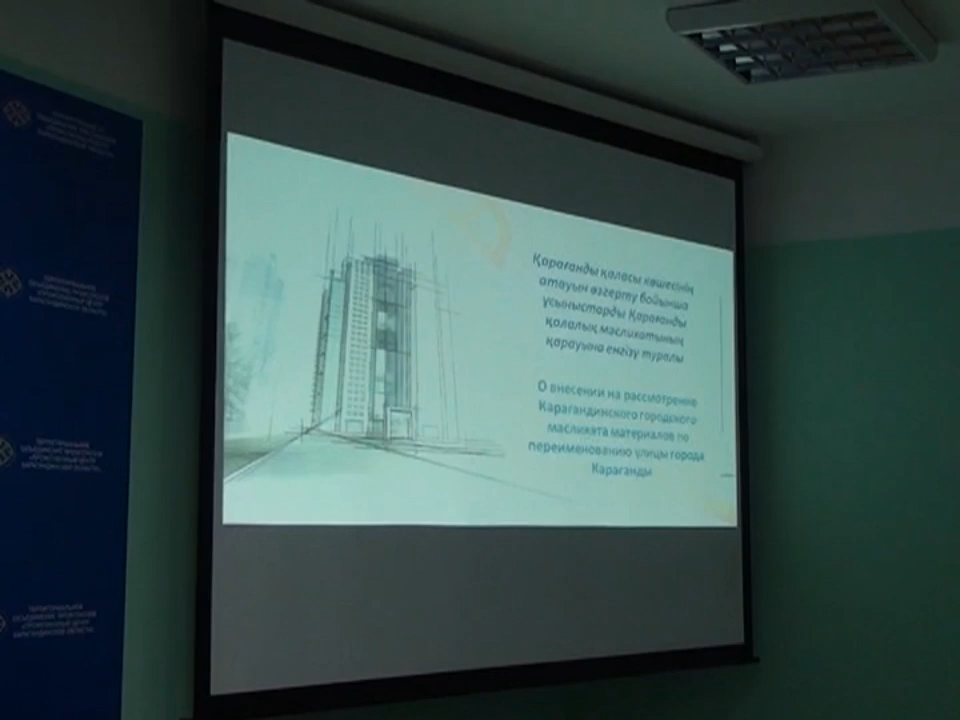 Қарағанды қаласы көшесінің
атауын өзгерту бойынша
ұсыныстарды Қарағанды
қалалық мәслихатының
қарауына енгізу туралы
О внесении на рассмотрение
Карагандинского городского
маслихата материалов по
переименованию улицы города
Караганды